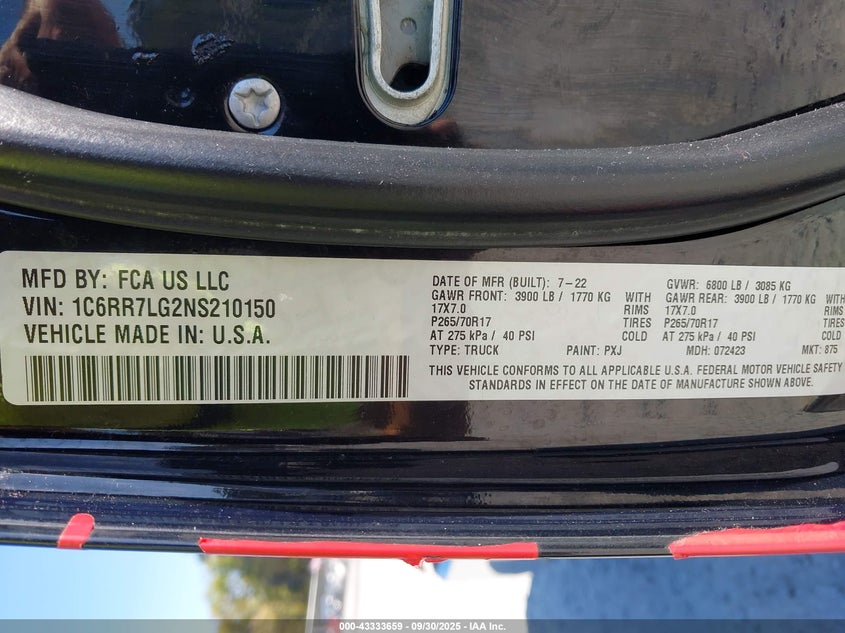 MFD BY: FCA US LLC
VIN: 1C6RR7LG2NS210150
VEHICLE MADE IN: U.S.A.
DATE OF MFR (BUILT): 7-22 GVWR: 6800 LB / 3085 KG
GAWR FRONT: 3900 LB / 1770 KG WITH GAWR REAR: 3900 LB / 1770 KG WITH
17X7.0 RIMS 17X7.0 RIMS
P265/70R17 TIRES P265/70R17 TIRES
AT 275 kPa / 40 PSI COLD AT 275 kPa / 40 PSI COLD
TYPE: TRUCK PAINT: PXJ MDH: 072423 MKT: 875
THIS VEHICLE CONFORMS TO ALL APPLICABLE U.S.A. FEDERAL MOTOR VEHICLE SAFETY
STANDARDS IN EFFECT ON THE DATE OF MANUFACTURE SHOWN ABOVE.
000-43333659 - 09/30/2025 - IAA Inc.